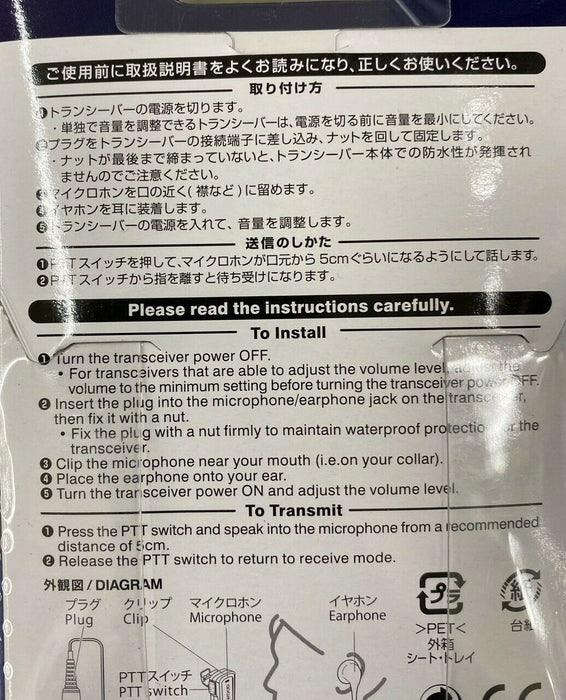 ご使用前に取扱説明書をよくお読みになり、正しくお使いください。
取り付け方
❶トランシーバーの電源を切ります。
・単独で音量を調整できるトランシーバーは、電源を切る前に音量を最小にしてください。
❷プラグをトランシーバーの接続端子に差し込み、ナットを回して固定します。
・ナットが最後まで締まっていないと、トランシーバー本体での防水性が発揮され
ませんのでご注意ください。
❸マイクロホンを口の近く(襟など)に留めます。
❹イヤホンを耳に装着します。
❺トランシーバーの電源を入れて、音量を調整します。
送信のしかた
❶PTTスイッチを押して、マイクロホンが口元から5cmぐらいになるようにして話します。
❷PTTスイッチから指を離すと待ち受けになります。
Please read the instructions carefully.
To Install
❶ Turn the transceiver power OFF.
• For transceivers that are able to adjust the volume level, adjust the
volume to the minimum setting before turning the transceiver power OFF.
❷ Insert the plug into the microphone/earphone jack on the transceiver,
then fix it with a nut.
• Fix the plug with a nut firmly to maintain waterproof protection for the
transceiver.
❸ Clip the microphone near your mouth (i.e.on your collar).
❹ Place the earphone onto your ear.
❺ Turn the transceiver power ON and adjust the volume level.
To Transmit
❶ Press the PTT switch and speak into the microphone from a recommended
distance of 5cm.
❷ Release the PTT switch to return to receive mode.
外観図 / DIAGRAM
プラグ クリップ マイクロホン イヤホン
Plug Clip Microphone Earphone
プラ 紙
>PET< 台紙
外箱
シート・トレイ
PTTスイッチ
PTT switch